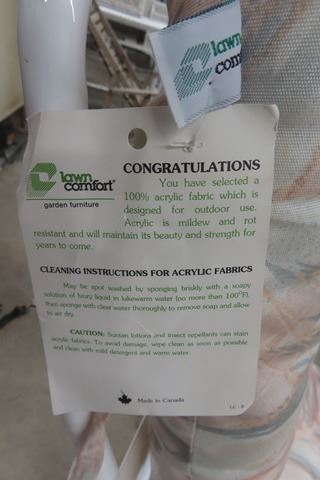 lawn
com
lawn
comfort
garden furniture
CONGRATULATIONS
You have selected a
100% acrylic fabric which is
designed for outdoor use.
Acrylic is mildew and rot
resistant and will maintain its beauty and strength for
years to come.
CLEANING INSTRUCTIONS FOR ACRYLIC FABRICS
May be spot washed by sponging briskly with a soapy
solution of Ivory liquid in lukewarm water (no more than 100°F),
then sponge with clear water thoroughly to remove soap and allow
to air dry.
CAUTION: Suntan lotions and insect repellants can stain
acrylic fabrics. To avoid damage, wipe clean as soon as possible
and clean with mild detergent and warm water.
Made in Canada
LC - 8